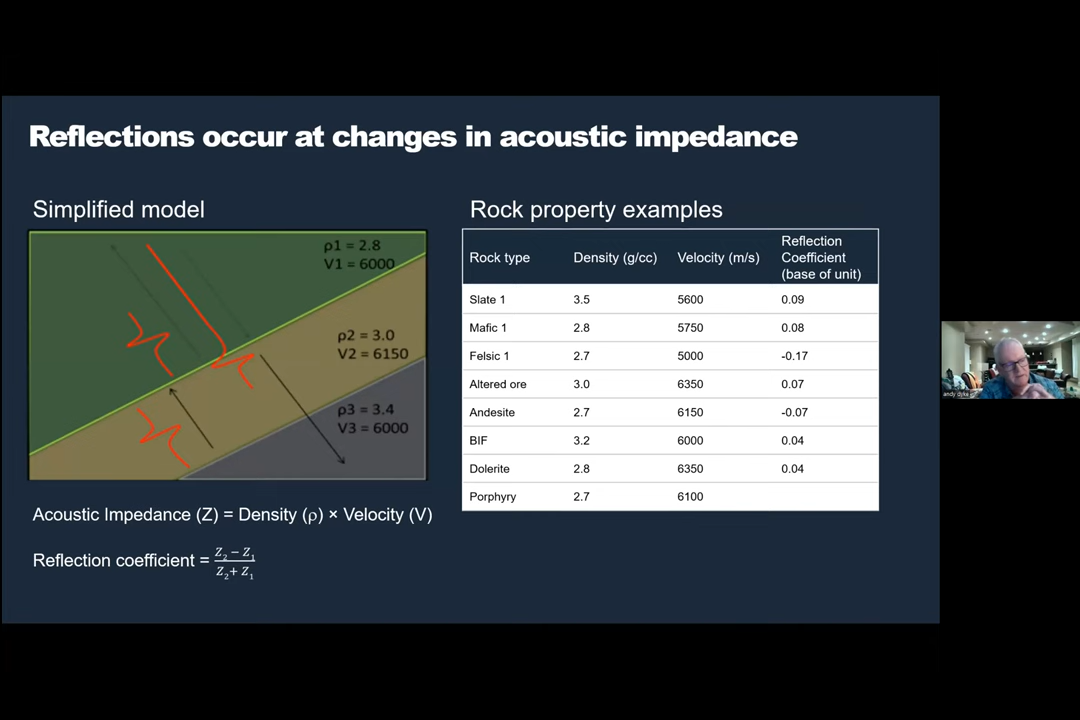 Reflections occur at changes in acoustic impedance
Simplified model
ρ1 = 2.8
V1 = 6000
ρ2 = 3.0
V2 = 6150
ρ3 = 3.4
V3 = 6000
Acoustic Impedance (Z) = Density (ρ) × Velocity (V)
Reflection coefficient = Z₂ − Z₁ / Z₂ + Z₁
Rock property examples
Rock type Density (g/cc) Velocity (m/s) Reflection Coefficient (base of unit)
Slate 1 3.5 5600 0.09
Mafic 1 2.8 5750 0.08
Felsic 1 2.7 5000 -0.17
Altered ore 3.0 6350 0.07
Andesite 2.7 6150 -0.07
BIF 3.2 6000 0.04
Dolerite 2.8 6350 0.04
Porphyry 2.7 6100
andy dyke